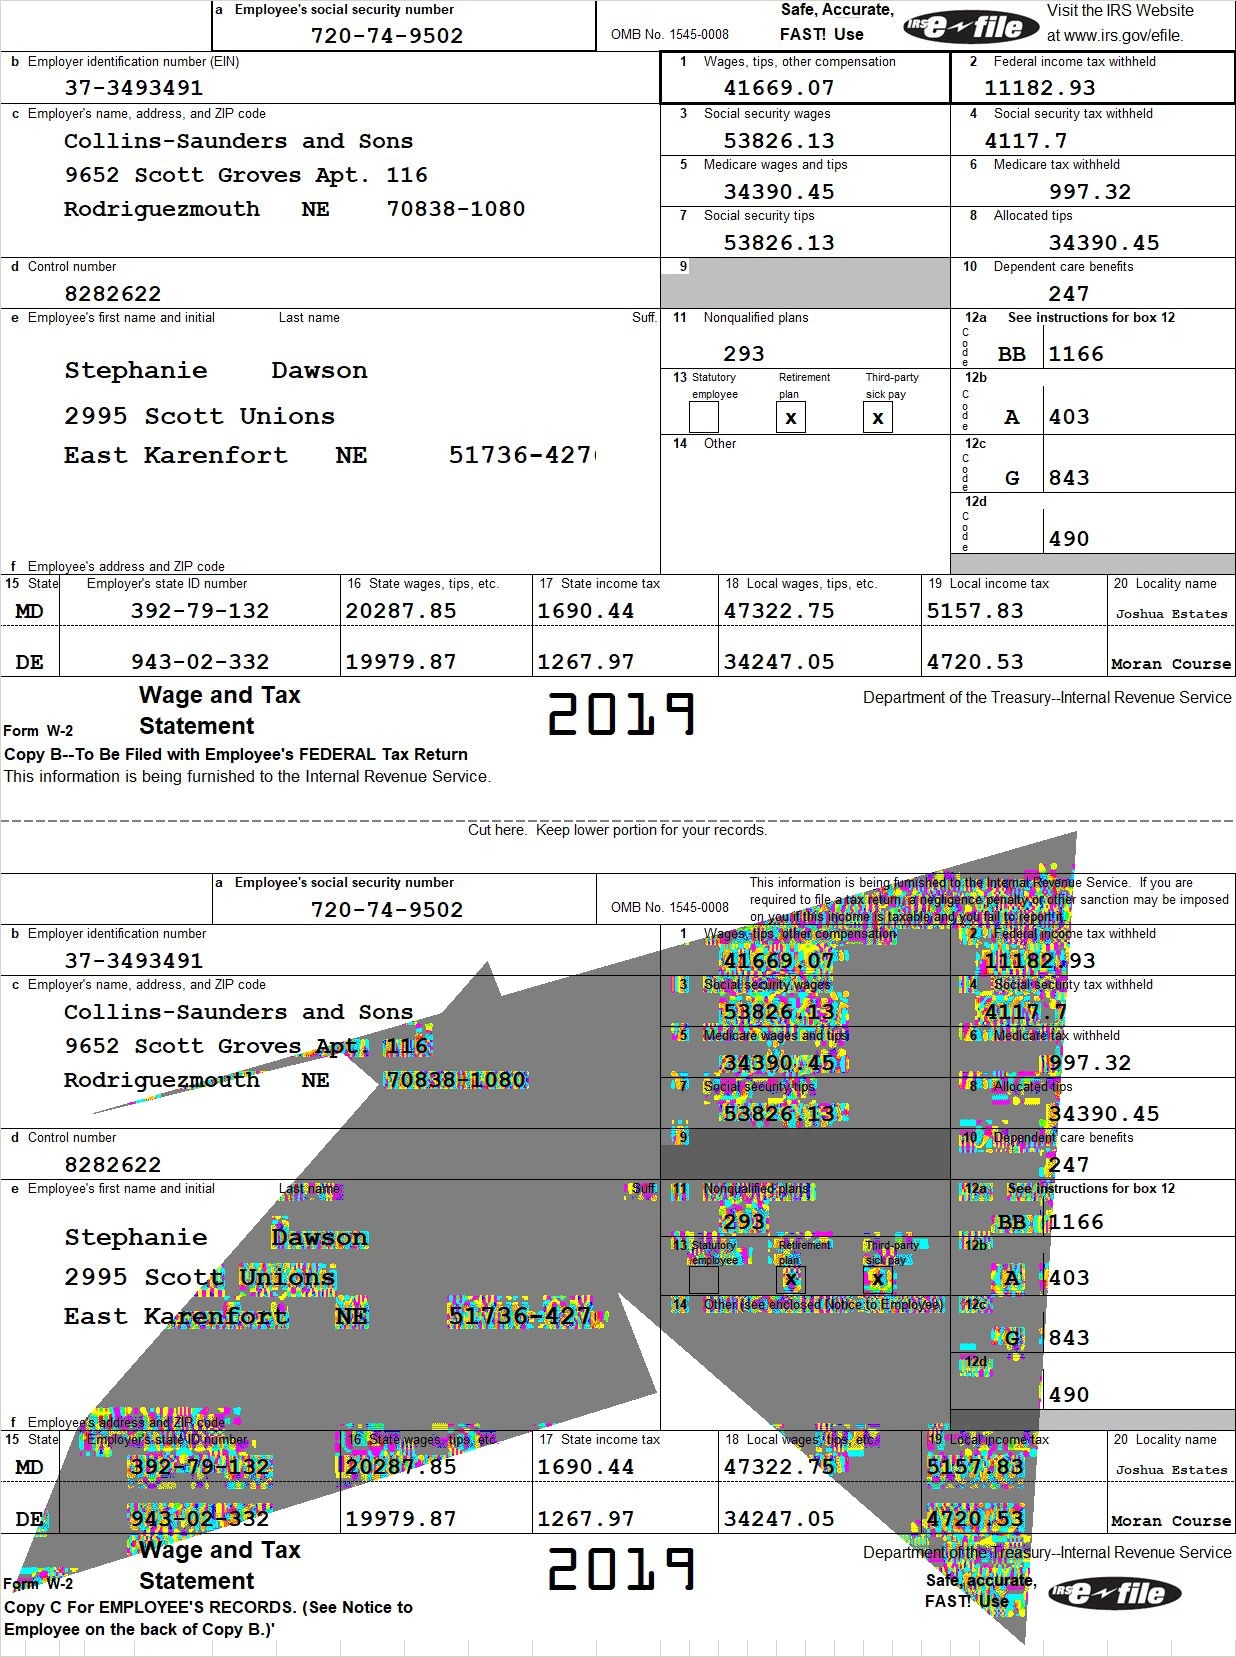 a Employee's social security number
720-74-9502
OMB No. 1545-0008
Safe, Accurate,
FAST! Use
IRS e-file
Visit the IRS Website
at www.irs.gov/efile.
b Employer identification number (EIN)
37-3493491
1 Wages, tips, other compensation
41669.07
2 Federal income tax withheld
11182.93
c Employer's name, address, and ZIP code
Collins-Saunders and Sons
9652 Scott Groves Apt. 116
Rodriguezmouth NE 70838-1080
3 Social security wages
53826.13
4 Social security tax withheld
4117.7
5 Medicare wages and tips
34390.45
6 Medicare tax withheld
997.32
7 Social security tips
53826.13
8 Allocated tips
34390.45
d Control number
8282622
9
10 Dependent care benefits
247
e Employee's first name and initial Last name Suff.
Stephanie Dawson
2995 Scott Unions
East Karenfort NE 51736-427
11 Nonqualified plans
293
12a See instructions for box 12
Code BB 1166
13 Statutory employee Retirement plan Third-party sick pay
x x
12b
Code A 403
14 Other
12c
Code G 843
12d
Code 490
f Employee's address and ZIP code
15 State Employer's state ID number 16 State wages, tips, etc. 17 State income tax 18 Local wages, tips, etc. 19 Local income tax 20 Locality name
MD 392-79-132 20287.85 1690.44 47322.75 5157.83 Joshua Estates
DE 943-02-332 19979.87 1267.97 34247.05 4720.53 Moran Course
Wage and Tax
Statement
Form W-2
2019
Department of the Treasury--Internal Revenue Service
Copy B--To Be Filed with Employee's FEDERAL Tax Return
This information is being furnished to the Internal Revenue Service.
Cut here. Keep lower portion for your records.
a Employee's social security number
720-74-9502
OMB No. 1545-0008
This information is being furnished to the Internal Revenue Service. If you are
required to file a tax return, a negligence penalty or other sanction may be imposed
on you if this income is taxable and you fail to report it.
b Employer identification number
37-3493491
1 Wages, tips, other compensation
41669.07
2 Federal income tax withheld
11182.93
c Employer's name, address, and ZIP code
Collins-Saunders and Sons
9652 Scott Groves Apt. 116
Rodriguezmouth NE 70838-1080
3 Social security wages
53826.13
4 Social security tax withheld
4117.7
5 Medicare wages and tips
34390.45
6 Medicare tax withheld
997.32
7 Social security tips
53826.13
8 Allocated tips
34390.45
d Control number
8282622
9
10 Dependent care benefits
247
e Employee's first name and initial Last name Suff.
Stephanie Dawson
2995 Scott Unions
East Karenfort NE 51736-427
11 Nonqualified plans
293
12a See instructions for box 12
BB 1166
13 Statutory employee Retirement plan Third-party sick pay
x x
12b
A 403
14 Other (see enclosed Notice to Employee)
12c
G 843
12d
490
f Employee's address and ZIP code
15 State Employer's state ID number 16 State wages, tips, etc. 17 State income tax 18 Local wages, tips, etc. 19 Local income tax 20 Locality name
MD 392-79-132 20287.85 1690.44 47322.75 5157.83 Joshua Estates
DE 943-02-332 19979.87 1267.97 34247.05 4720.53 Moran Course
Wage and Tax
Statement
Form W-2
2019
Department of the Treasury--Internal Revenue Service
Safe, accurate,
FAST! Use
IRS e-file
Copy C For EMPLOYEE'S RECORDS. (See Notice to
Employee on the back of Copy B.)'